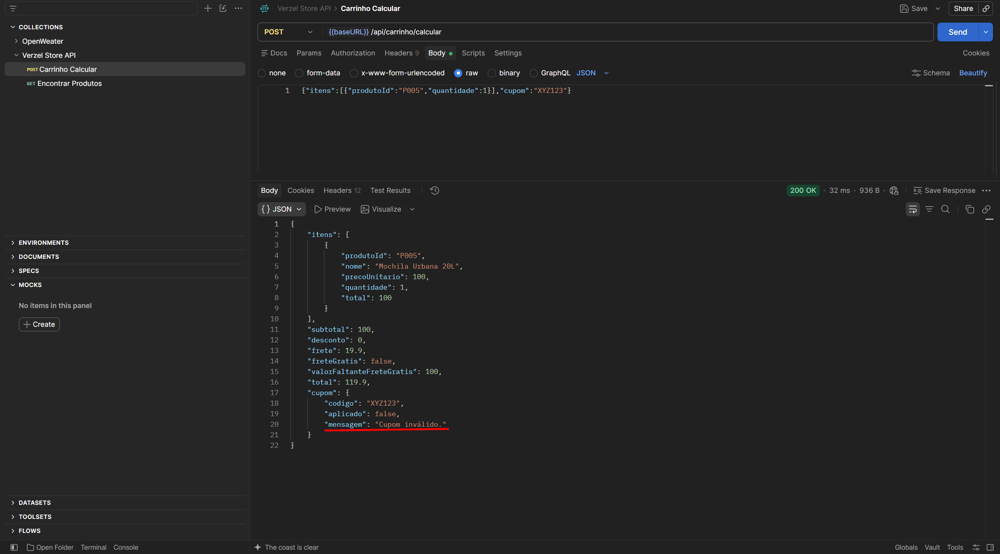 COLLECTIONS
OpenWeater
Verzel Store API
POST Carrinho Calcular
GET Encontrar Produtos
ENVIRONMENTS
DOCUMENTS
SPECS
MOCKS
No items in this panel
Create
DATASETS
TOOLSETS
FLOWS
HTTP Verzel Store API > Carrinho Calcular
Save Share
POST {{baseURL}} /api/carrinho/calcular Send
Docs Params Authorization Headers 9 Body Scripts Settings Cookies
none form-data x-www-form-urlencoded raw binary GraphQL JSON Schema Beautify
1 {"itens":[{"produtoId":"P005","quantidade":1}],"cupom":"XYZ123"}
Body Cookies Headers 12 Test Results 200 OK • 32 ms • 936 B • e.g. Save Response
{ } JSON Preview Visualize
1 {
2 "itens": [
3 {
4 "produtoId": "P005",
5 "nome": "Mochila Urbana 20L",
6 "precoUnitario": 100,
7 "quantidade": 1,
8 "total": 100
9 }
10 ],
11 "subtotal": 100,
12 "desconto": 0,
13 "frete": 19.9,
14 "freteGratis": false,
15 "valorFaltanteFreteGratis": 100,
16 "total": 119.9,
17 "cupom": {
18 "codigo": "XYZ123",
19 "aplicado": false,
20 "mensagem": "Cupom inválido."
21 }
22 }
Open Folder Terminal Console The coast is clear Globals Vault Tools